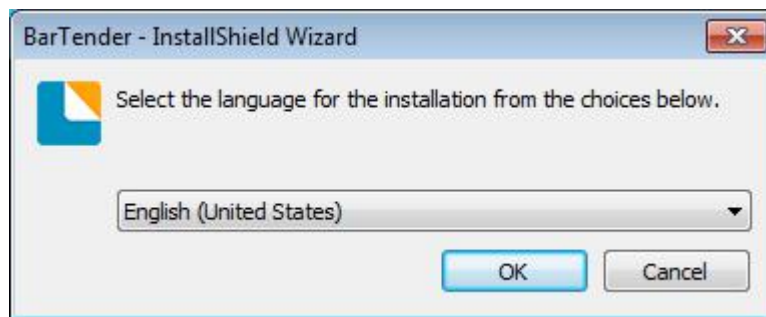 BarTender - InstallShield Wizard
Select the language for the installation from the choices below.
English (United States)
OK
Cancel